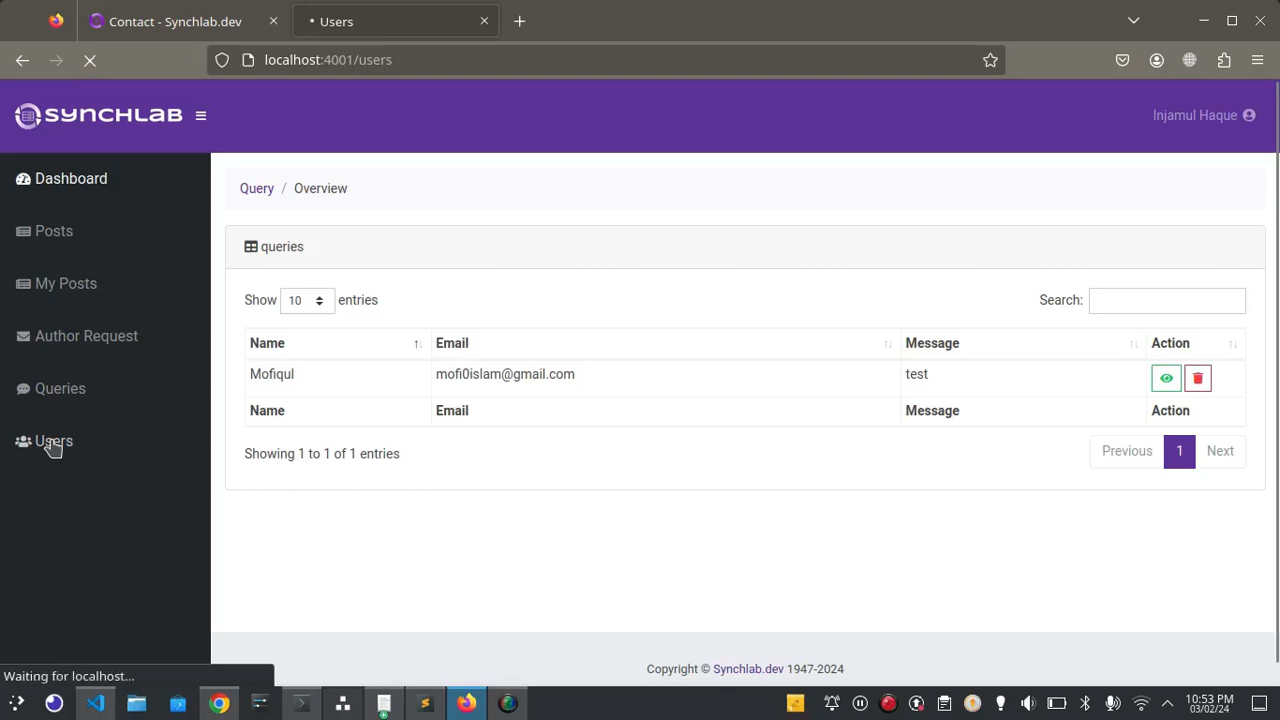 Contact - Synchlab.dev
Users
localhost:4001/users
SYNCHLAB
Injamul Haque
Dashboard
Posts
My Posts
Author Request
Queries
Users
Query / Overview
queries
Show 10 entries
Search:
Name Email Message Action
Mofiqul mofi0islam@gmail.com test
Name Email Message Action
Showing 1 to 1 of 1 entries
Previous 1 Next
Copyright © Synchlab.dev 1947-2024
Waiting for localhost...
10:53 PM
03/02/24